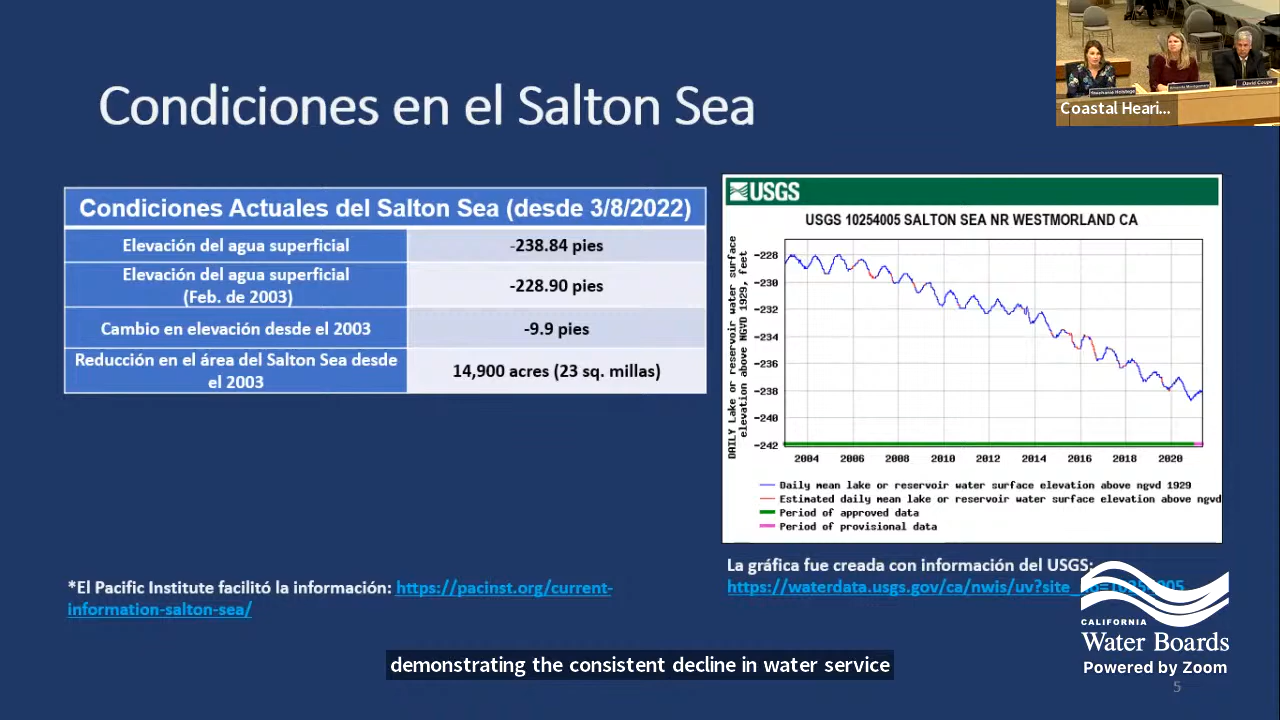 Condiciones en el Salton Sea
Coastal Heari...
Condiciones Actuales del Salton Sea (desde 3/8/2022)
Elevación del agua superficial
-238.84 pies
Elevación del agua superficial
(Feb. de 2003)
-228.90 pies
Cambio en elevación desde el 2003
-9.9 pies
Reducción en el área del Salton Sea desde
el 2003
14,900 acres (23 sq. millas)
USGS
USGS 10254005 SALTON SEA NR WESTMORLAND CA
DAILY Lake or reservoir water surface
elevation above NGVD 1929, feet
-228
-230
-232
-234
-236
-238
-240
-242
2004 2006 2008 2010 2012 2014 2016 2018 2020
Daily mean lake or reservoir water surface elevation above ngvd 1929
Estimated daily mean lake or reservoir water surface elevation above ngvd
Period of approved data
Period of provisional data
*El Pacific Institute facilitó la información: https://pacinst.org/current-
information-salton-sea/
La gráfica fue creada con información del USGS:
https://waterdata.usgs.gov/ca/nwis/uv?site_
CALIFORNIA
Water Boards
Powered by Zoom
demonstrating the consistent decline in water service
5